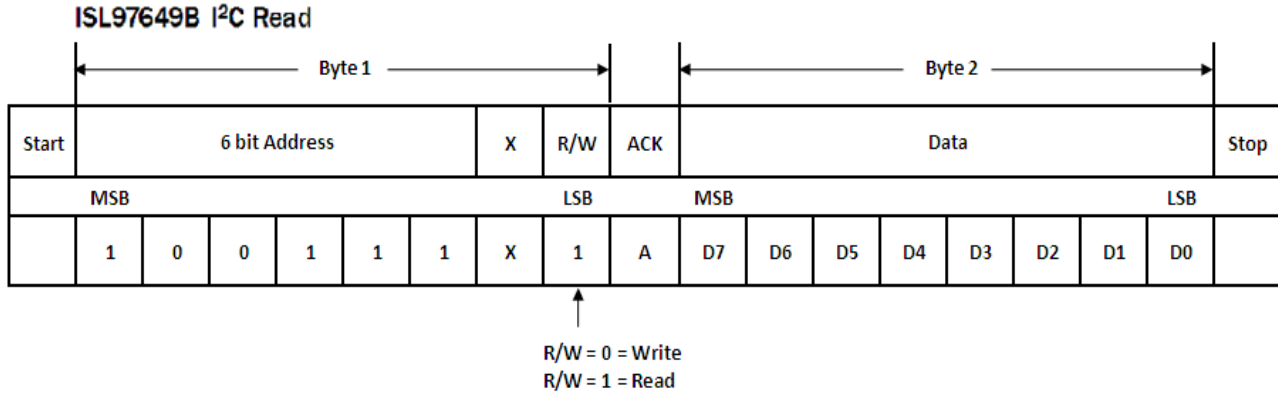 ISL97649B I²C Read
Byte 1 Byte 2
Start 6 bit Address X R/W ACK Data Stop
MSB LSB MSB LSB
1 0 0 1 1 1 X 1 A D7 D6 D5 D4 D3 D2 D1 D0
R/W = 0 = Write
R/W = 1 = Read